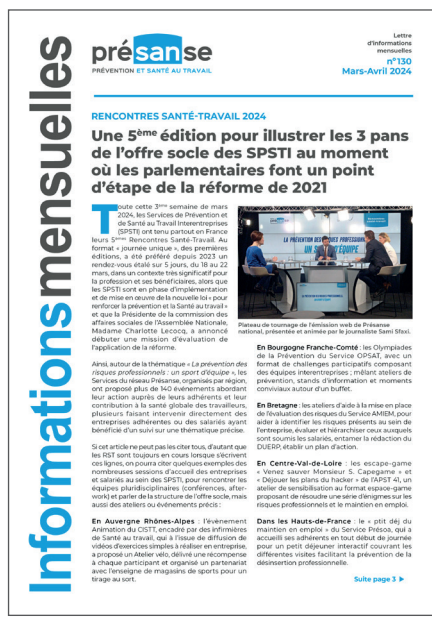 Informations mensuelles
présanse
PRÉVENTION ET SANTÉ AU TRAVAIL
Lettre
d'Informations
mensuelles
n°130
Mars-Avril 2024
RENCONTRES SANTÉ-TRAVAIL 2024
Une 5ème édition pour illustrer les 3 pans
de l'offre socle des SPSTI au moment
où les parlementaires font un point
d'étape de la réforme de 2021
Toute cette 3ème semaine de mars
2024, les Services de Prévention et
de Santé au Travail Interentreprises
(SPSTI) ont tenu partout en France
leurs 5èmes Rencontres Santé-Travail. Au
format « journée unique », des premières
éditions, a été préféré depuis 2023 un
rendez-vous étalé sur 5 jours, du 18 au 22
mars, dans un contexte très significatif pour
la profession et ses bénéficiaires, alors que
les SPSTI sont en phase d'implémentation
et de mise en œuvre de la nouvelle loi « pour
renforcer la prévention et la Santé au travail »
et que la Présidente de la commission des
affaires sociales de l'Assemblée Nationale,
Madame Charlotte Lecocq, a annoncé
débuter une mission d'évaluation de
l'application de la réforme.
Ainsi, autour de la thématique « La prévention des
risques professionnels : un sport d'équipe », les
Services du réseau Présanse, organisés par région,
ont proposé plus de 140 événements abordant
leur action auprès de leurs adhérents et leur
contribution à la santé globale des travailleurs,
plusieurs faisant intervenir directement des
entreprises adhérentes ou des salariés ayant
bénéficié d'un suivi sur une thématique précise.
Si cet article ne peut pas les citer tous, d'autant que
les RST sont toujours en cours lorsque s'écrivent
ces lignes, on pourra citer quelques exemples des
nombreuses sessions d'accueil des entreprises
et salariés au sein des SPSTI, pour rencontrer les
équipes pluridisciplinaires (conférences, after-
work) et parler de la structure de l'offre socle, mais
aussi des ateliers ou événements précis :
En Auvergne Rhônes-Alpes : l'évènement
Animation du CISTT, encadré par des infirmières
de Santé au travail, qui à l'issue de diffusion de
vidéos d'exercices simples à réaliser en entreprise,
a proposé un Atelier vélo, délivré une récompense
à chaque participant et organisé un partenariat
avec l'enseigne de magasins de sports pour un
tirage au sort.
LA PRÉVENTION DES RISQUES PROFESSIONNELS
UN SPORT D'ÉQUIPE
Plateau de tournage de l'émission web de Présanse
national, présentée et animée par le journaliste Sami Sfaxi.
En Bourgogne Franche-Comté : les Olympiades
de la Prévention du Service OPSAT, avec un
format de challenges participatifs composant
des équipes interentreprises ; mêlant ateliers de
prévention, stands d'information et moments
conviviaux autour d'un buffet.
En Bretagne : les ateliers d'aide à la mise en place
de l'évaluation des risques du Service AMIEM, pour
aider à identifier les risques présents au sein de
l'entreprise, évaluer et hiérarchiser ceux auxquels
sont soumis les salariés, entamer la rédaction du
DUERP, établir un plan d'action.
En Centre-Val-de-Loire : les escape-game
« Venez sauver Monsieur S. Capegame » et
« Déjouer les plans du hacker » de l'APST 41, un
atelier de sensibilisation au format espace-game
proposant de résoudre une série d'énigmes sur les
risques professionnels et le maintien en emploi.
Dans les Hauts-de-France : le « ptit déj du
maintien en emploi » du Service Présoa, qui a
accueilli ses adhérents en tout début de journée
pour un petit déjeuner interactif couvrant les
différentes visites facilitant la prévention de la
désinsertion professionnelle.
Suite page 3 ▶